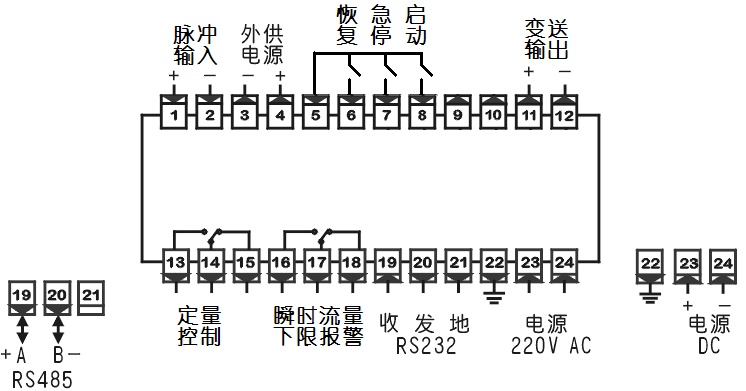 恢 急 启
复 停 动
脉冲 外供 变送
输入 电源 输出
+ − − + + −
1 2 3 4 5 6 7 8 9 10 11 12
13 14 15 16 17 18 19 20 21 22 23 24
22 23 24
19 20 21
定量 瞬时流量 收 发 地 电源
控制 下限报警 RS232 220V AC
+ −
电源
DC
+A B−
RS485